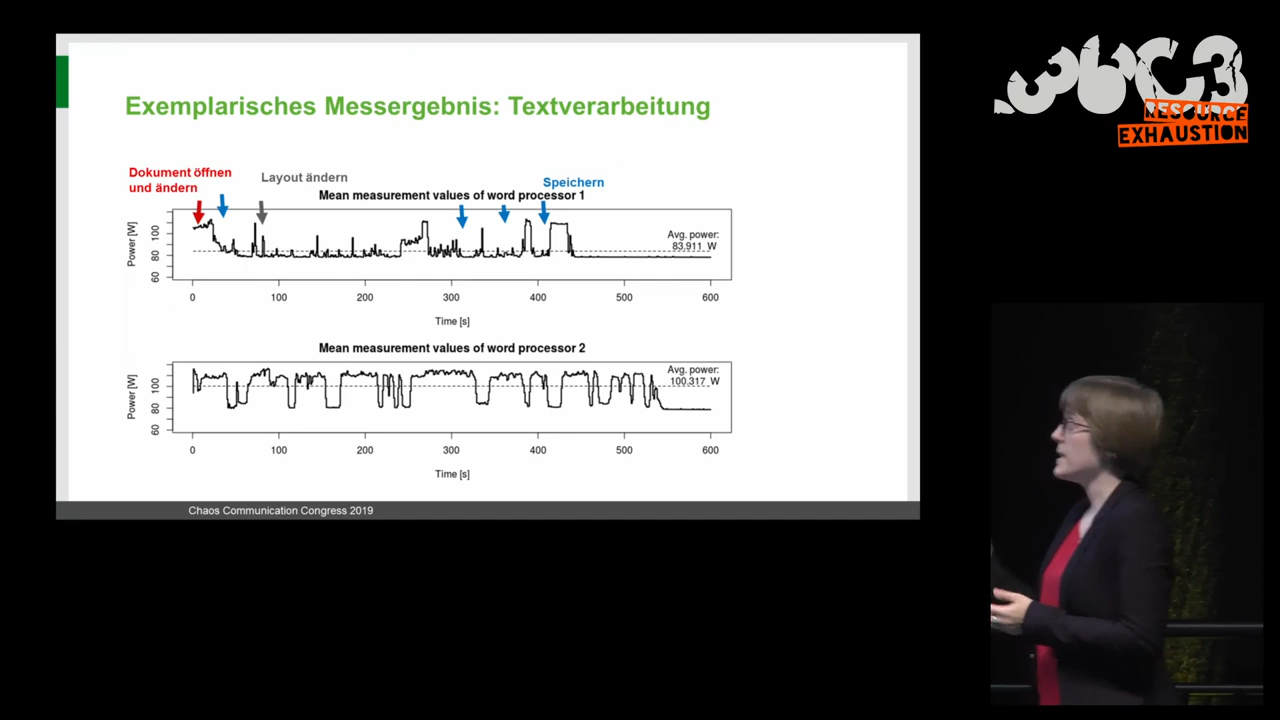 36C3
RESOURCE
EXHAUSTION
Exemplarisches Messergebnis: Textverarbeitung
Dokument öffnen
und ändern
Layout ändern
Speichern
Mean measurement values of word processor 1
Power [W]
100
80
60
Avg. power:
83.911 W
0 100 200 300 400 500 600
Time [s]
Mean measurement values of word processor 2
Power [W]
100
80
60
Avg. power:
100.317 W
0 100 200 300 400 500 600
Time [s]
Chaos Communication Congress 2019